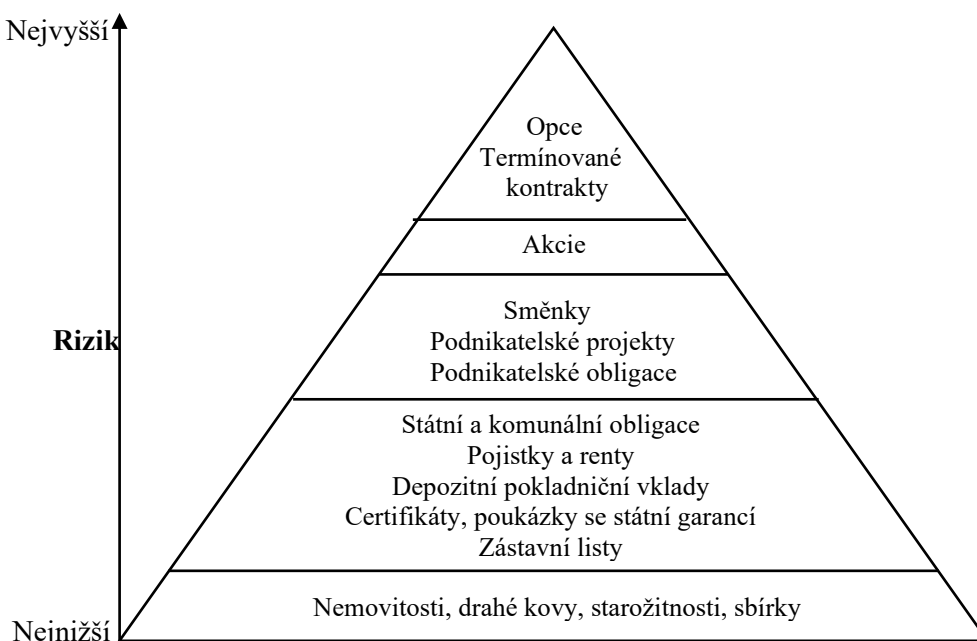 Nejvyšší
Opce
Termínované
kontrakty
Akcie
Směnky
Podnikatelské projekty
Podnikatelské obligace
Rizik
Státní a komunální obligace
Pojistky a renty
Depozitní pokladniční vklady
Certifikáty, poukázky se státní garancí
Zástavní listy
Nemovitosti, drahé kovy, starožitnosti, sbírky
Nejnižší